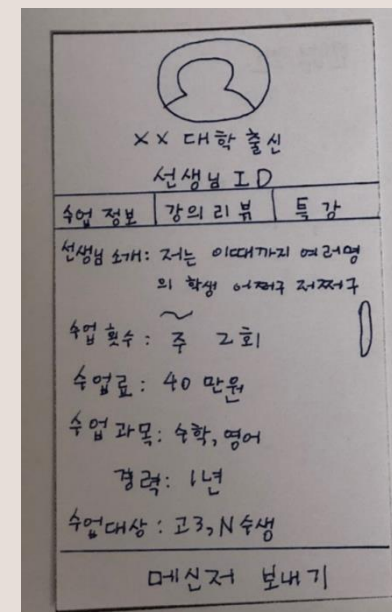 XX 대학 출신
선생님 ID
수업 정보 강의 리뷰 특강
선생님 소개: 저는 이때까지 여러명
의 학생 어쩌구 저쩌구
수업 횟수 : 주 2회
수업료 : 40 만원
수업 과목 : 수학, 영어
경력: 1년
수업대상 : 고3, N수생
메신저 보내기